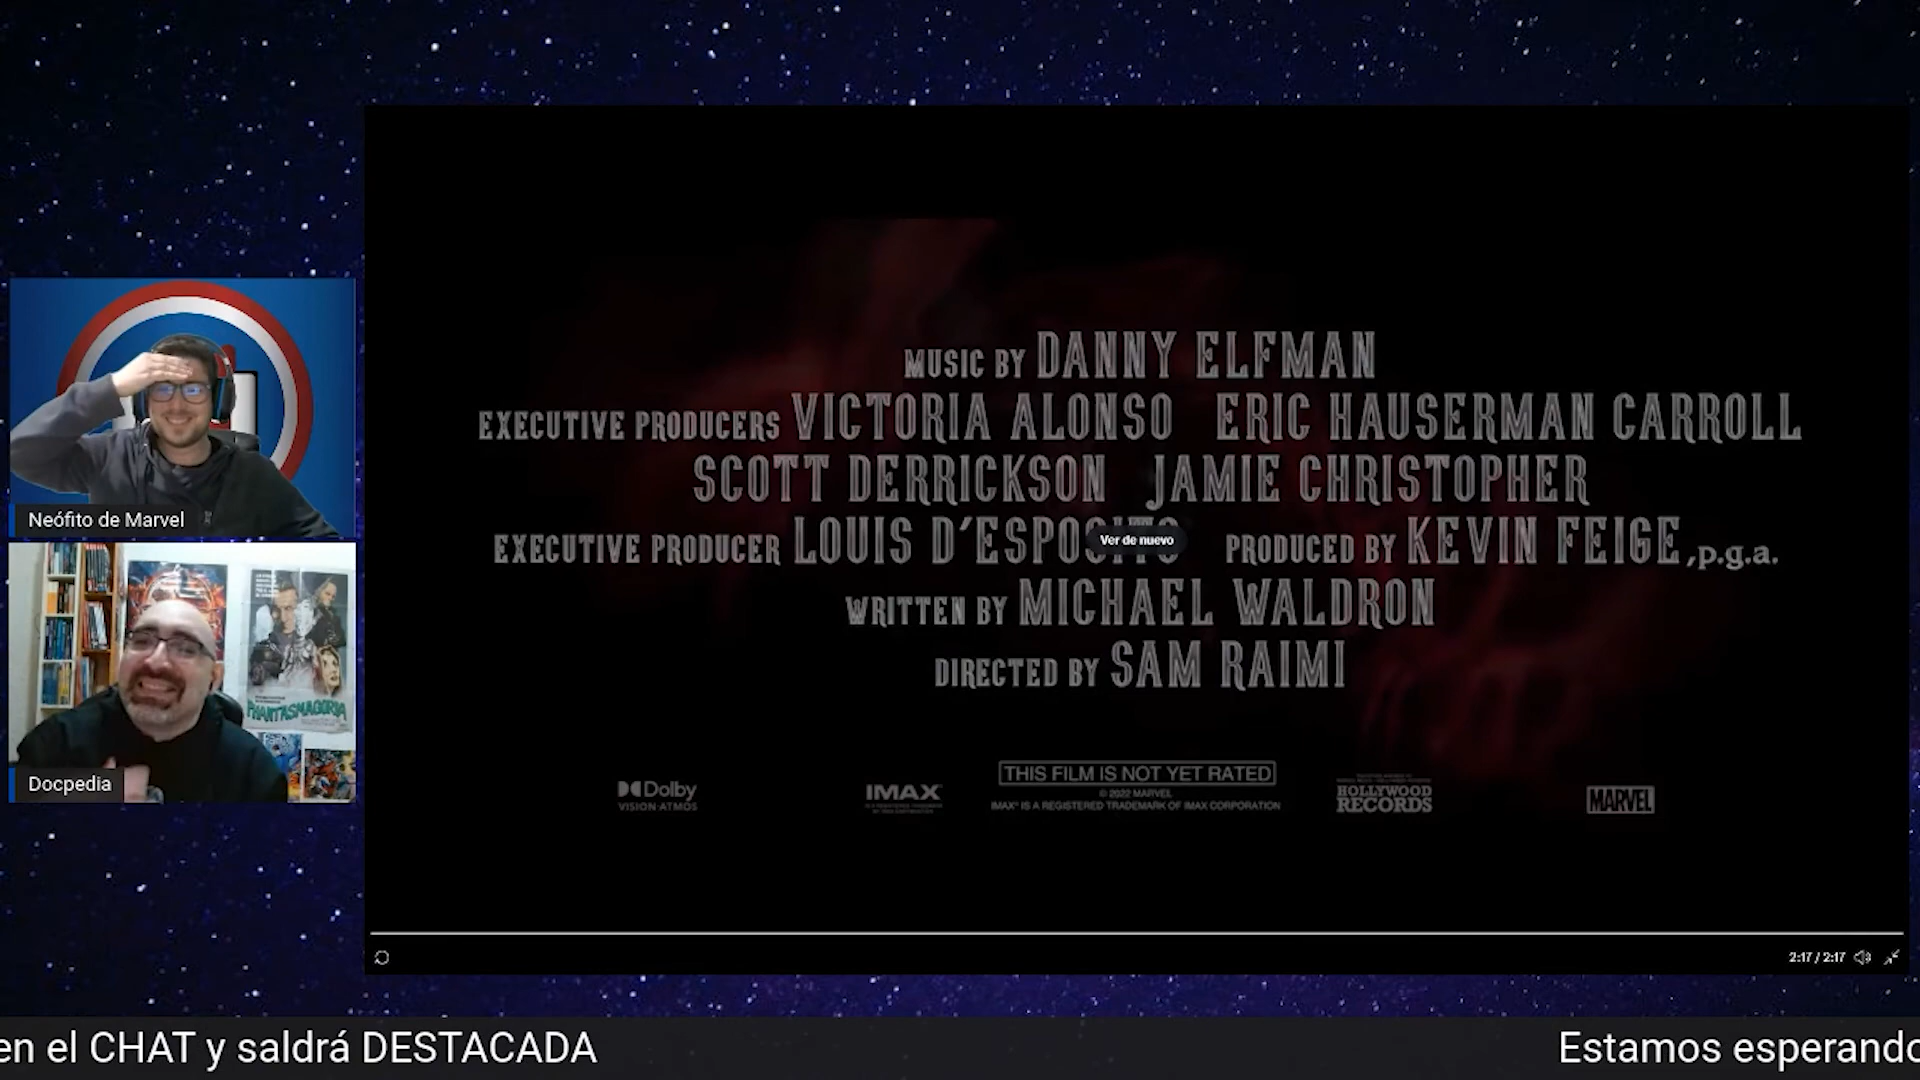 MUSIC BY DANNY ELFMAN
EXECUTIVE PRODUCERS VICTORIA ALONSO ERIC HAUSERMAN CARROLL
SCOTT DERRICKSON JAMIE CHRISTOPHER
EXECUTIVE PRODUCER LOUIS D'ESPOSITO PRODUCED BY KEVIN FEIGE, p.g.a.
Ver de nuevo
WRITTEN BY MICHAEL WALDRON
DIRECTED BY SAM RAIMI
Dolby
VISION ATMOS
IMAX
THIS FILM IS NOT YET RATED
© 2022 MARVEL
IMAX® IS A REGISTERED TRADEMARK OF IMAX CORPORATION
HOLLYWOOD
RECORDS
MARVEL
2:17 / 2:17
Neófito de Marvel
PHANTASMAGORIA
Docpedia
en el CHAT y saldrá DESTACADA
Estamos esperando